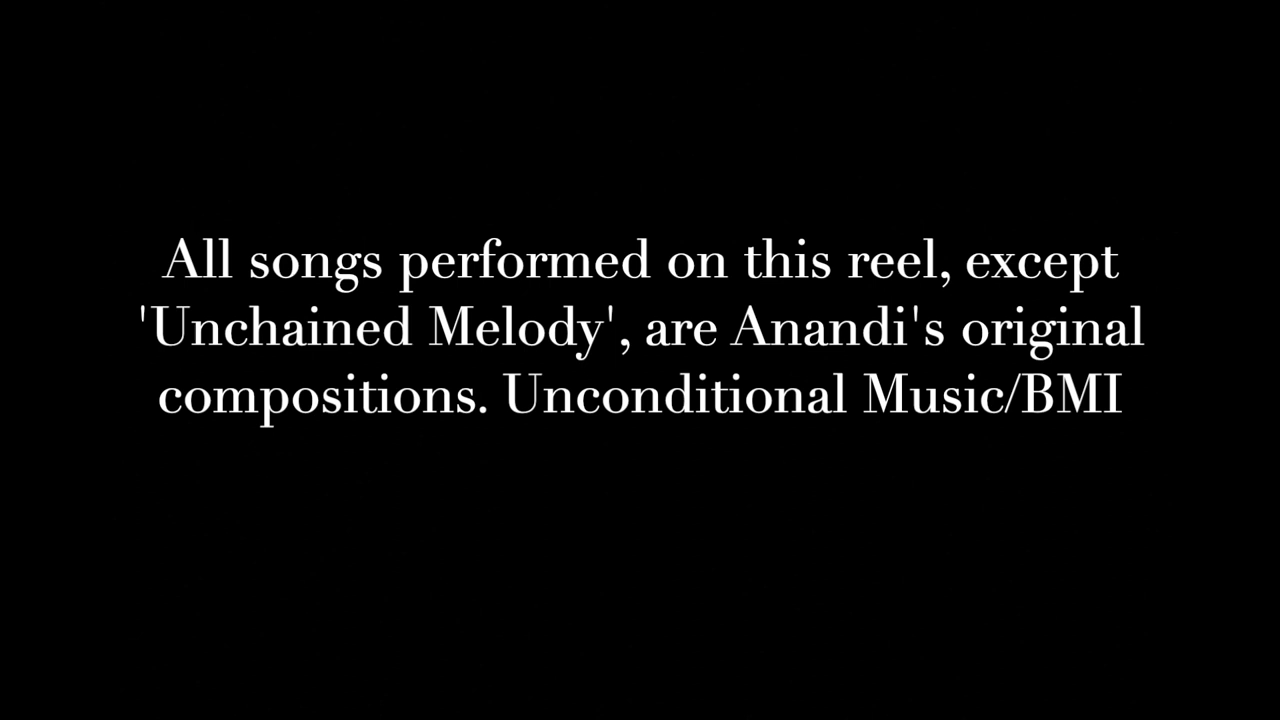 All songs performed on this reel, except
'Unchained Melody', are Anandi's original
compositions. Unconditional Music/BMI